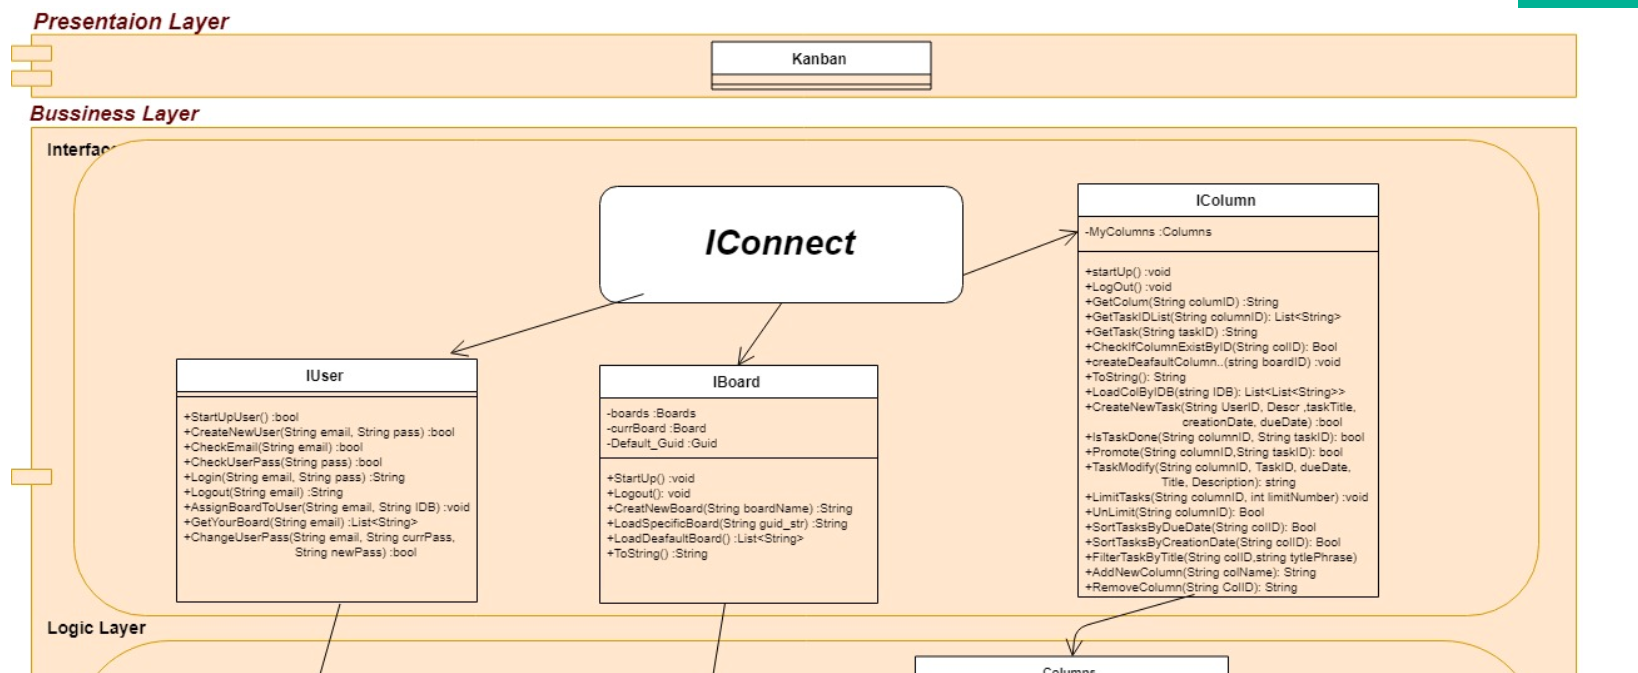 Presentaion Layer
Kanban
Bussiness Layer
Interfac
IConnect
IColumn
-MyColumns :Columns
+startUp() :void
+LogOut() :void
+GetColum(String columID) :String
+GetTaskIDList(String columnID): List<String>
+GetTask(String taskID) :String
+CheckIfColumnExistByID(String colID): Bool
+createDeafaultColumn..(string boardID) :void
+ToString(): String
+LoadColByIDB(string IDB): List<List<String>>
+CreateNewTask(String UserID, Descr ,taskTitle,
creationDate, dueDate) :bool
+IsTaskDone(String columnID, String taskID): bool
+Promote(String columnID,String taskID): bool
+TaskModify(String columnID, TaskID, dueDate,
Title, Description): string
+LimitTasks(String columnID, int limitNumber) :void
+UnLimit(String columnID): Bool
+SortTasksByDueDate(String colID): Bool
+SortTasksByCreationDate(String colID): Bool
+FilterTaskByTitle(String colID,string tytlePhrase)
+AddNewColumn(String colName): String
+RemoveColumn(String ColID): String
IUser
+StartUpUser() :bool
+CreateNewUser(String email, String pass) :bool
+CheckEmail(String email) :bool
+CheckUserPass(String pass) :bool
+Login(String email, String pass) :String
+Logout(String email) :String
+AssignBoardToUser(String email, String IDB) :void
+GetYourBoard(String email) :List<String>
+ChangeUserPass(String email, String currPass,
String newPass) :bool
IBoard
-boards :Boards
-currBoard :Board
-Default_Guid :Guid
+StartUp() :void
+Logout(): void
+CreatNewBoard(String boardName) :String
+LoadSpecificBoard(String guid_str) :String
+LoadDeafaultBoard() :List<String>
+ToString() :String
Logic Layer
Columns